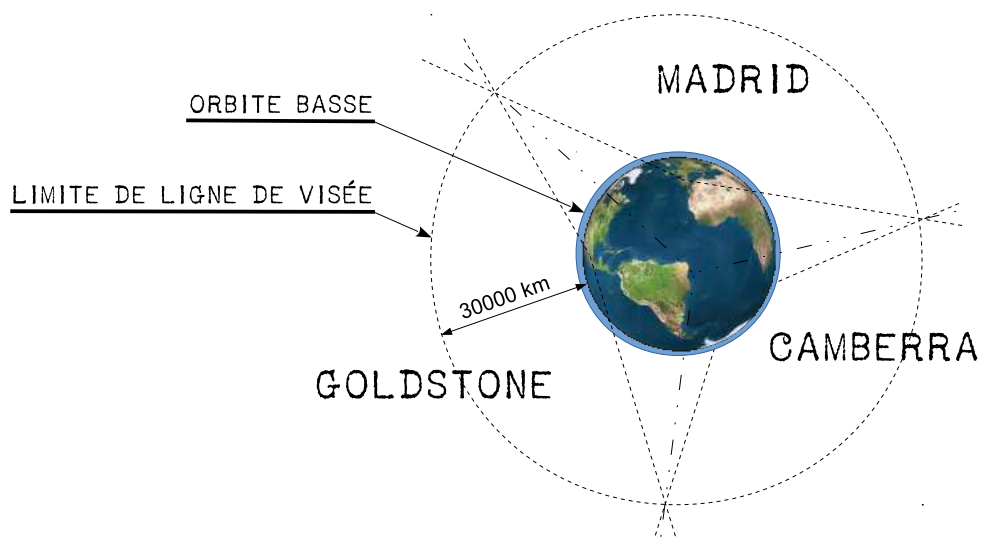 MADRID
ORBITE BASSE
LIMITE DE LIGNE DE VISÉE
30000 km
CAMBERRA
GOLDSTONE